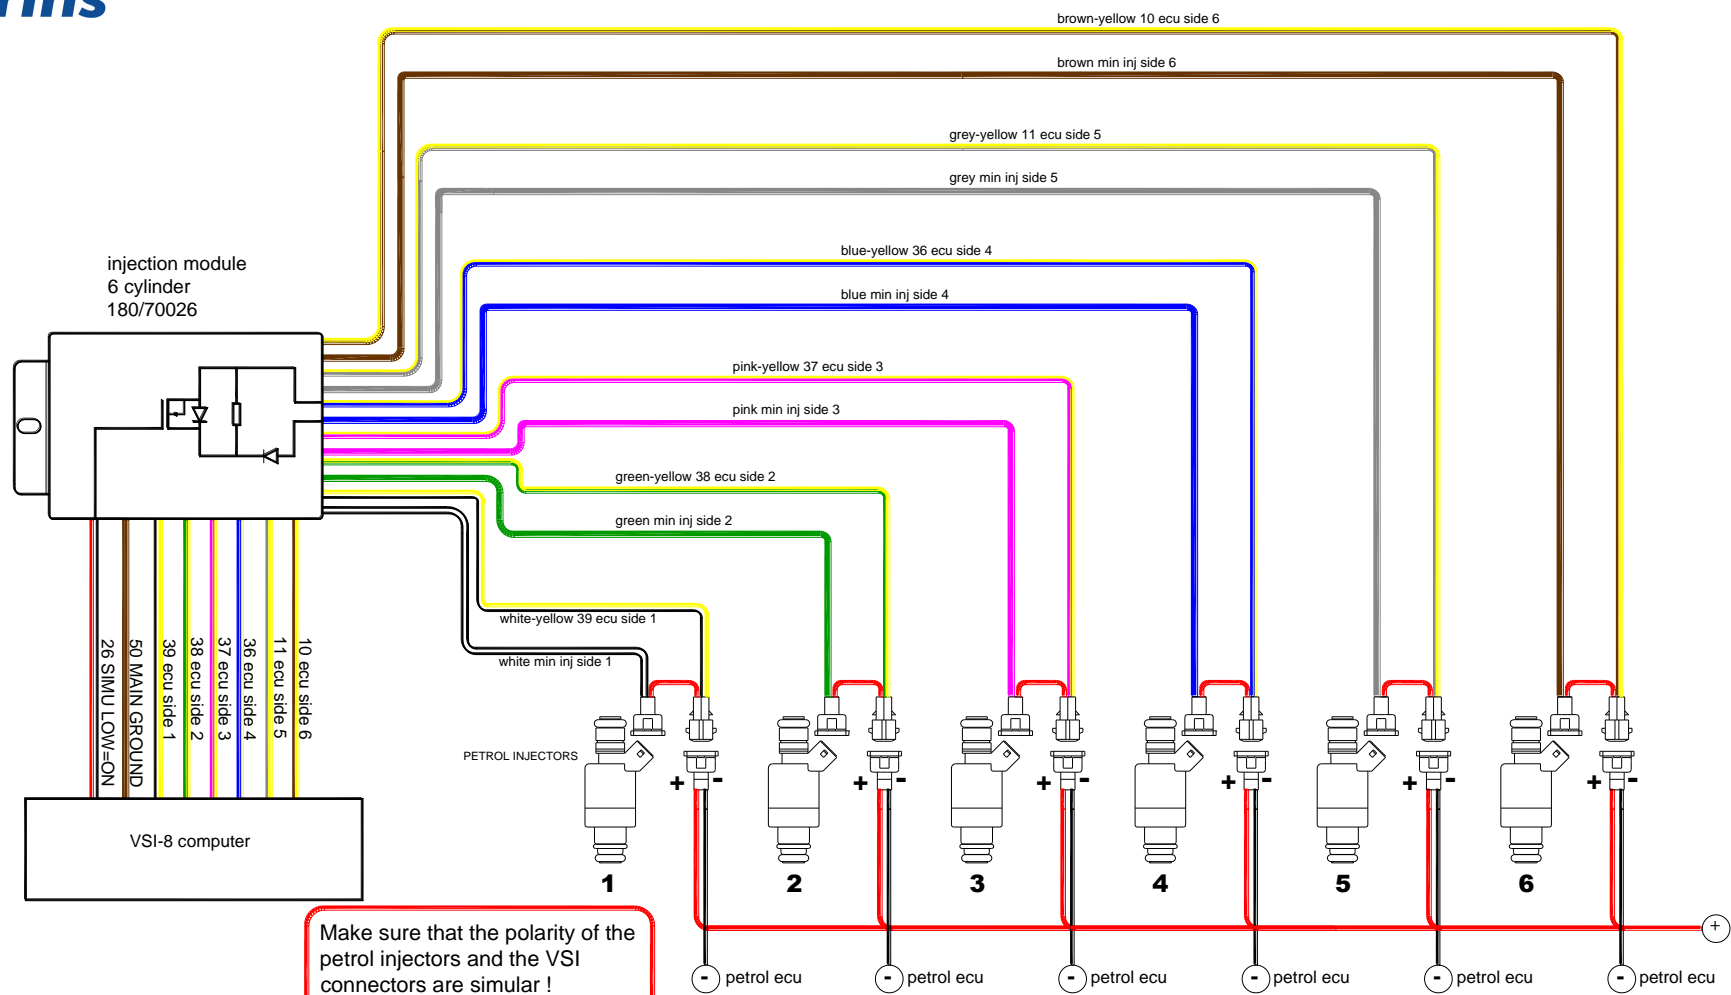 brown-yellow 10 ecu side 6
brown min inj side 6
grey-yellow 11 ecu side 5
grey min inj side 5
blue-yellow 36 ecu side 4
blue min inj side 4
injection module
6 cylinder
180/70026
pink-yellow 37 ecu side 3
pink min inj side 3
green-yellow 38 ecu side 2
green min inj side 2
white-yellow 39 ecu side 1
white min inj side 1
26 SIMU LOW=ON
50 MAIN GROUND
39 ecu side 1
38 ecu side 2
37 ecu side 3
36 ecu side 4
11 ecu side 5
10 ecu side 6
PETROL INJECTORS
+ - + - + - + - + - + -
VSI-8 computer
1 2 3 4 5 6
+
Make sure that the polarity of the
petrol injectors and the VSI
connectors are simular !
- petrol ecu - petrol ecu - petrol ecu - petrol ecu - petrol ecu - petrol ecu